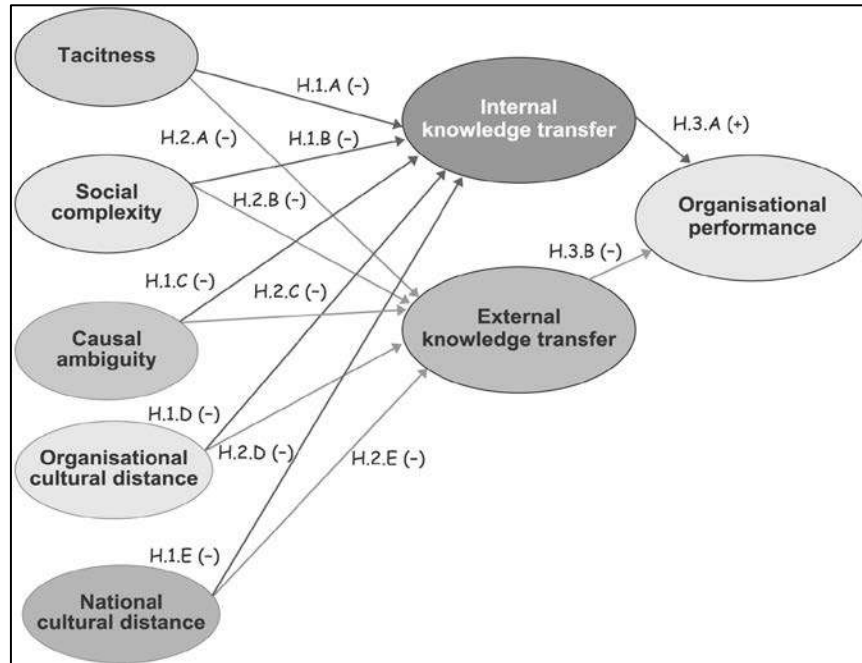 Tacitness
H.1.A (–)
Internal
knowledge transfer
H.3.A (+)
H.2.A (–)
H.1.B (–)
Social
complexity
H.2.B (–)
Organisational
performance
H.3.B (–)
H.1.C (–)
H.2.C (–)
External
knowledge transfer
Causal
ambiguity
H.1.D (–)
Organisational
cultural distance
H.2.D (–)
H.2.E (–)
H.1.E (–)
National
cultural distance